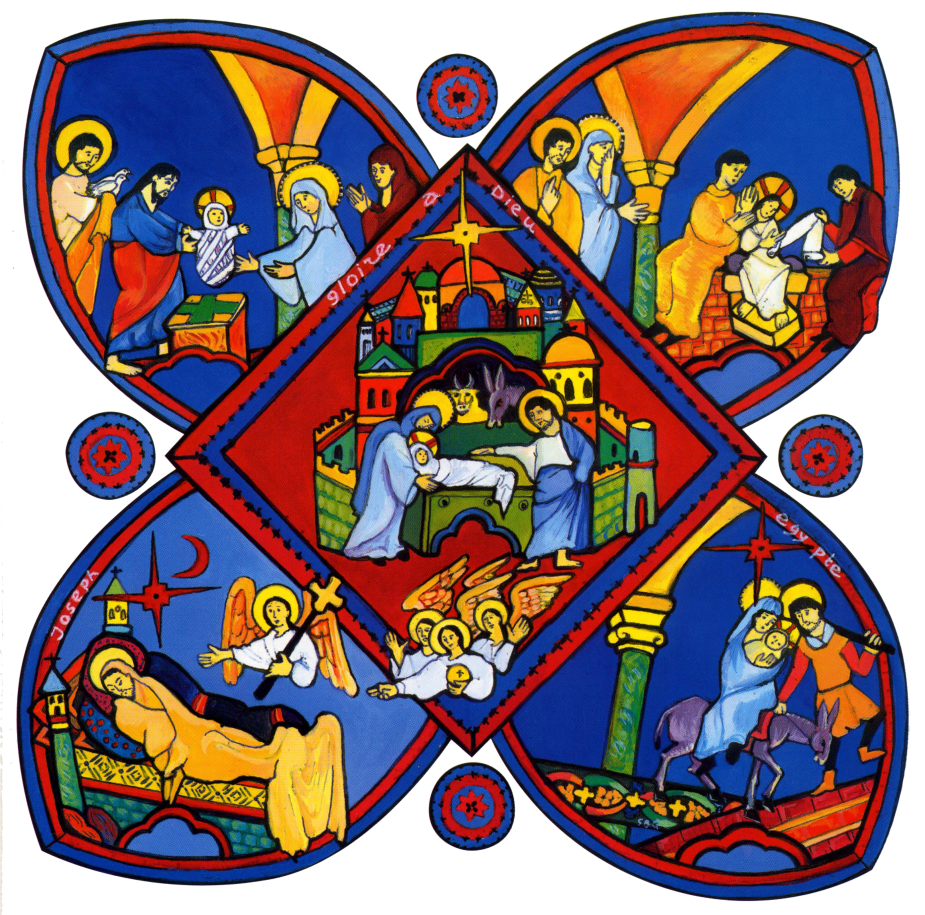 gloire à Dieu
Joseph
egypte